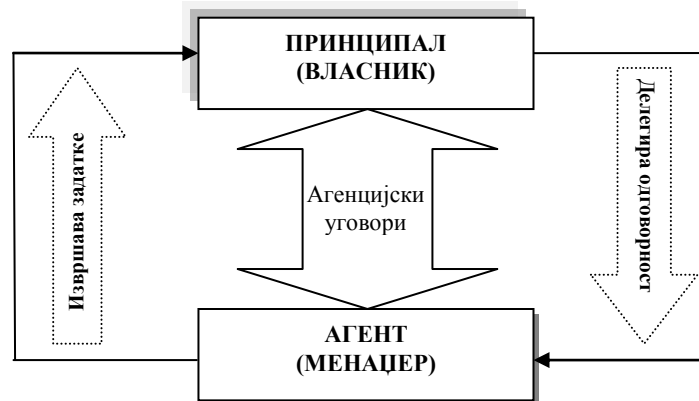 ПРИНЦИПАЛ
(ВЛАСНИК)
Извршава задатке
Агенцијски
уговори
Делегира одговорност
АГЕНТ
(МЕНАЏЕР)